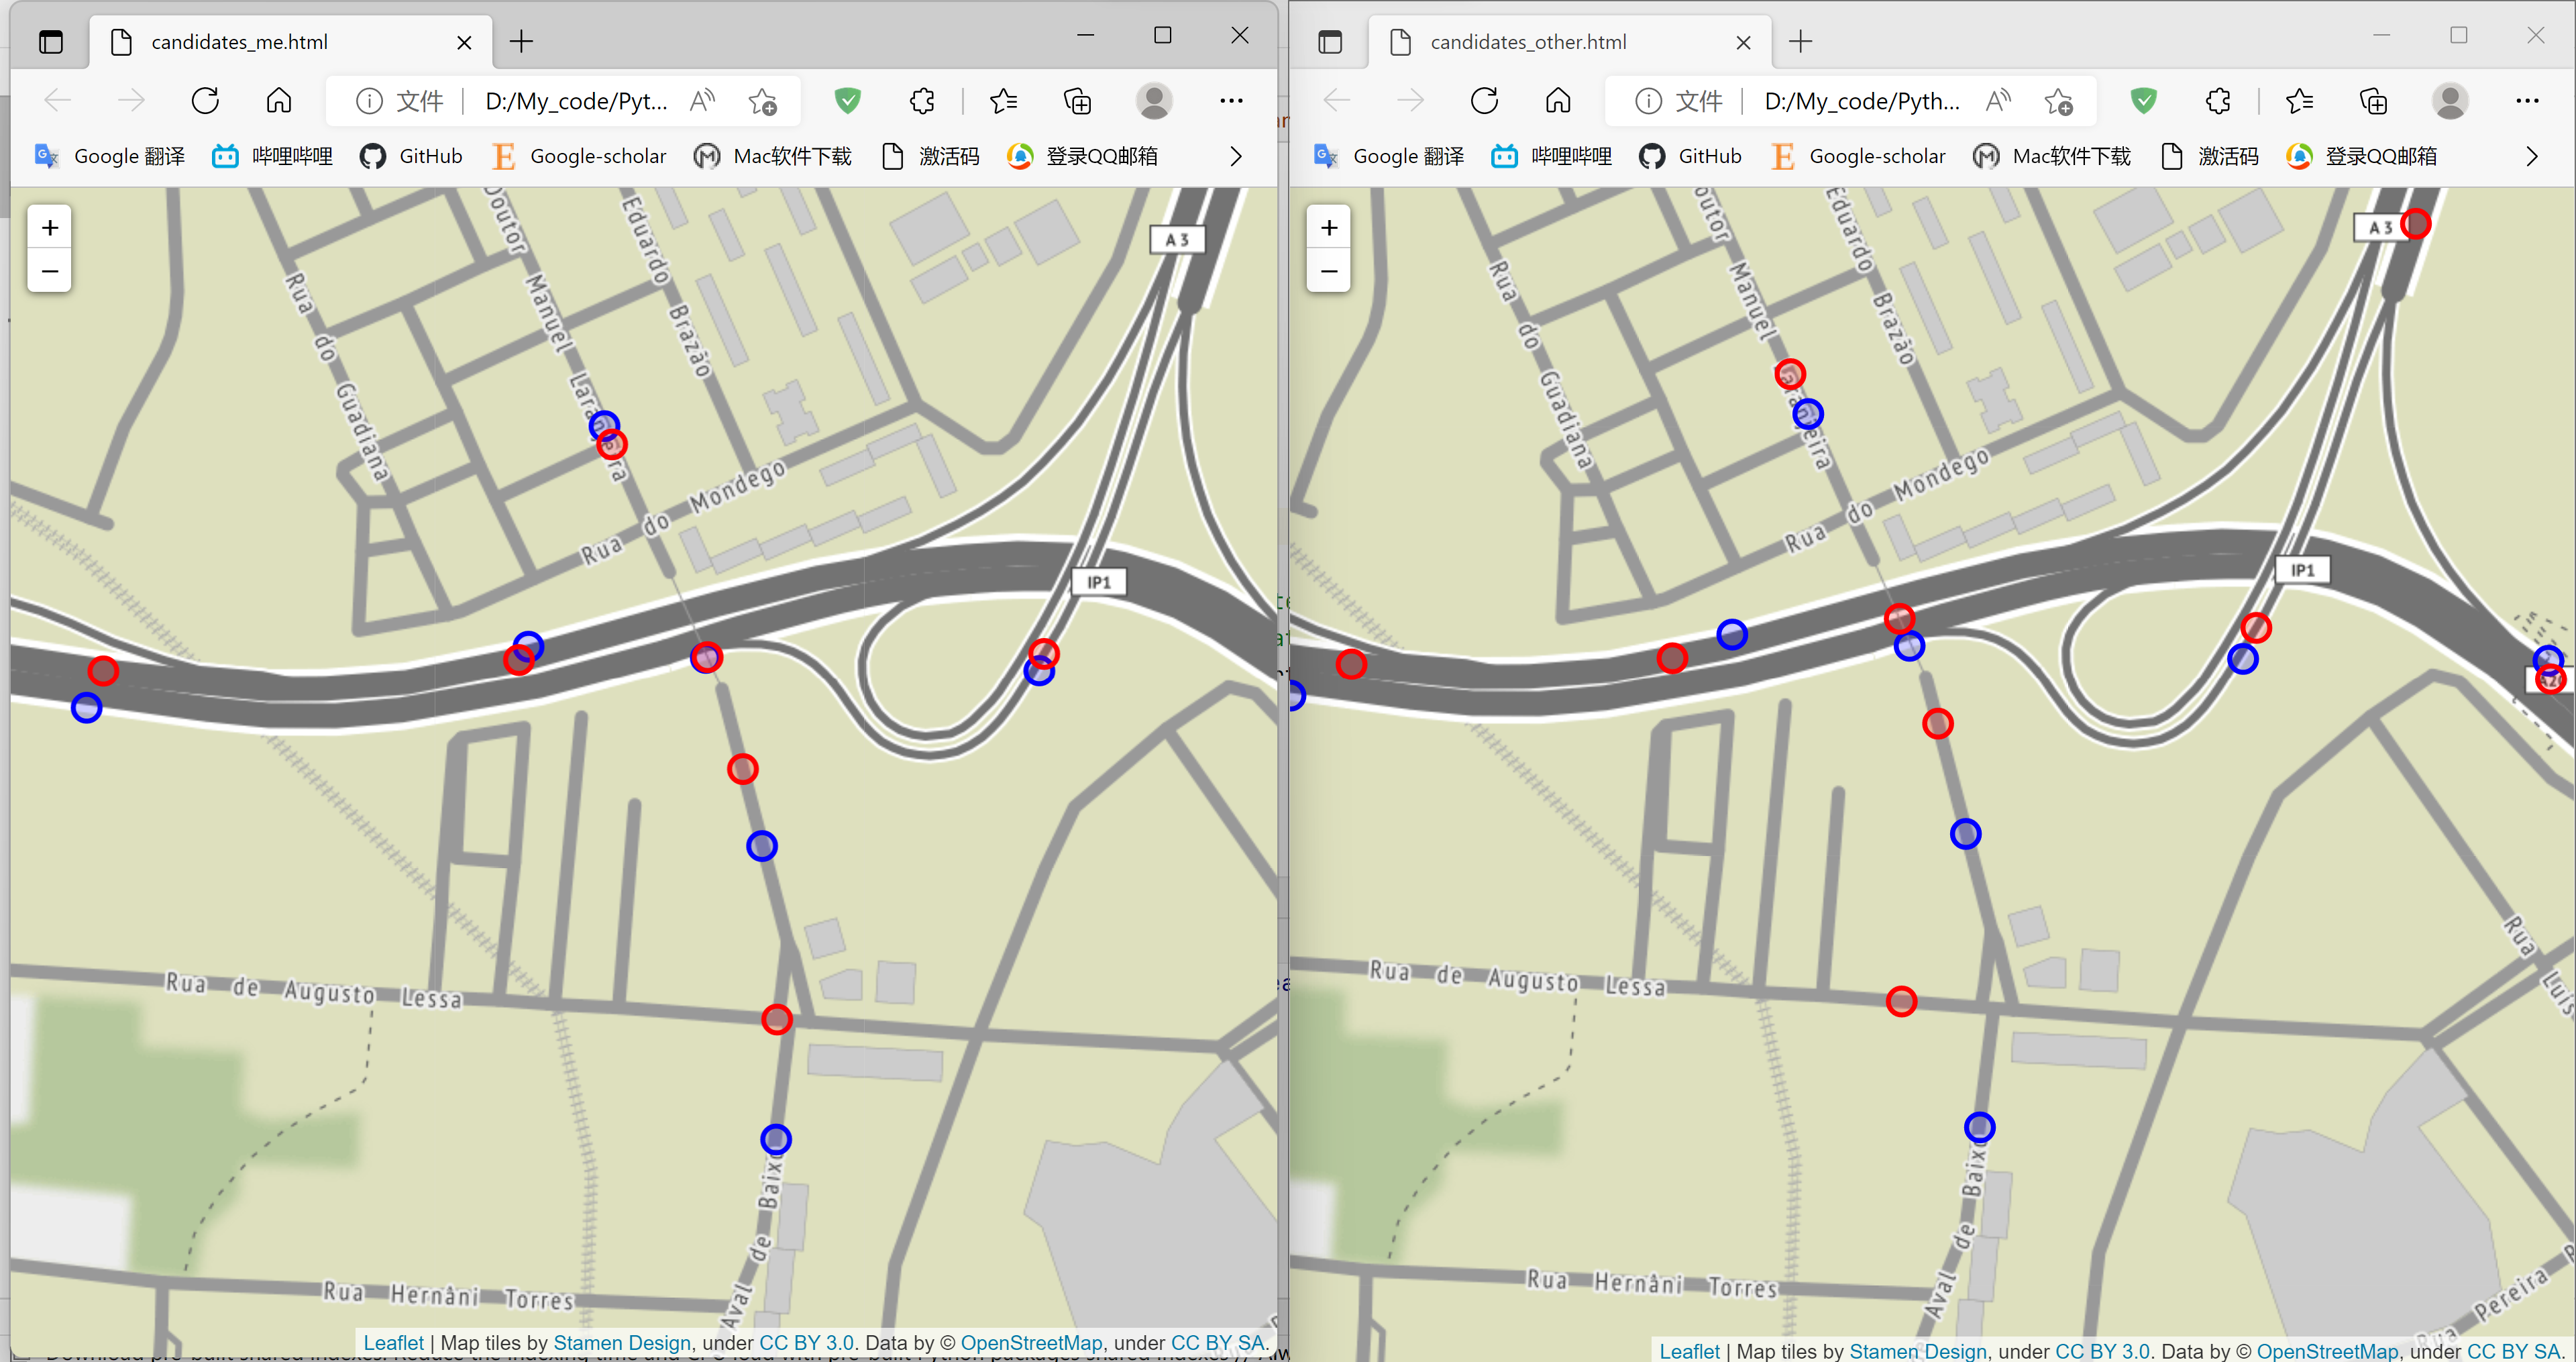 candidates_me.html
文件 D:/My_code/Pyt...
Google 翻译 哔哩哔哩 GitHub Google-scholar Mac软件下载 激活码 登录QQ邮箱
+
−
Rua do Guadiana
outor Manuel
Eduardo Brazão
A 3
Rua do Mondego
IP1
Rua de Augusto Lessa
Aval de Baixo
Rua Hernâni Torres
Leaflet | Map tiles by Stamen Design, under CC BY 3.0. Data by © OpenStreetMap, under CC BY SA.
candidates_other.html
文件 D:/My_code/Pyth...
Google 翻译 哔哩哔哩 GitHub Google-scholar Mac软件下载 激活码 登录QQ邮箱
+
−
Rua do Guadiana
outor Manuel
Eduardo Brazão
A 3
Rua do Mondego
IP1
Rua de Augusto Lessa
Rua Luís
Aval de Baixo
Rua Hernâni Torres
Rua Pereira
Leaflet | Map tiles by Stamen Design, under CC BY 3.0. Data by © OpenStreetMap, under CC BY SA.